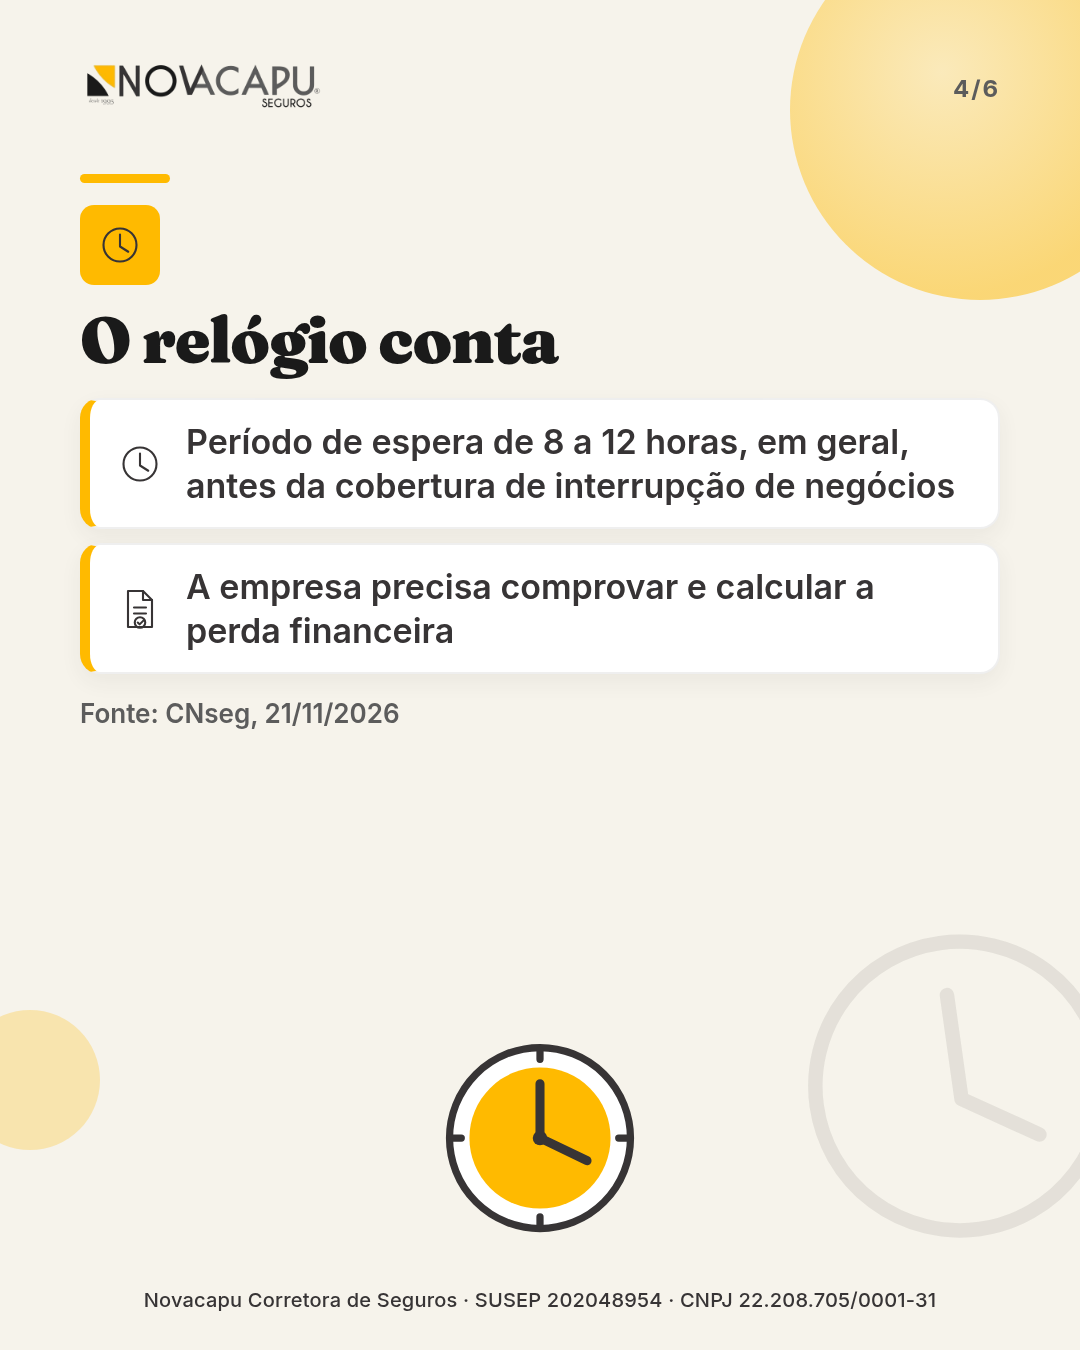 NOVACAPU
SEGUROS
4/6
O relógio conta
Período de espera de 8 a 12 horas, em geral,
antes da cobertura de interrupção de negócios
A empresa precisa comprovar e calcular a
perda financeira
Fonte: CNseg, 21/11/2026
Novacapu Corretora de Seguros · SUSEP 202048954 · CNPJ 22.208.705/0001-31